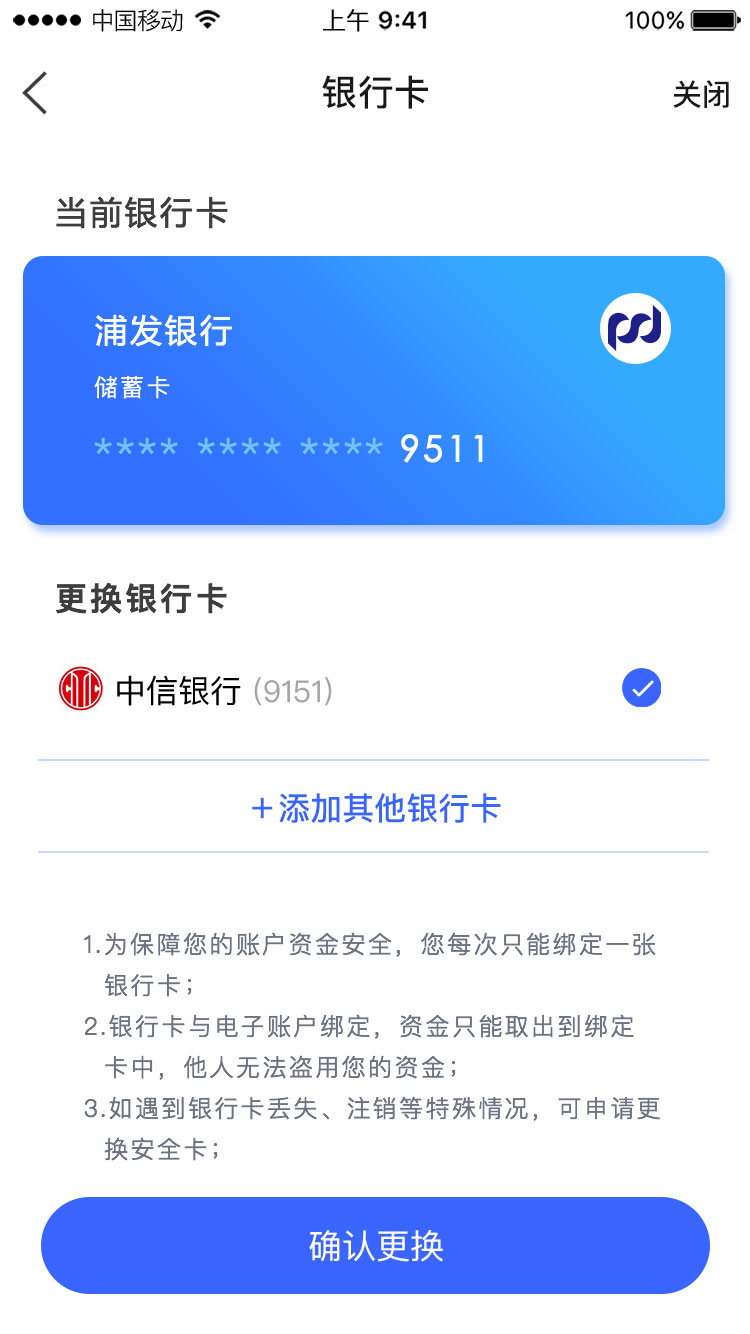 中国移动 上午 9:41 100%
银行卡 关闭
当前银行卡
浦发银行
储蓄卡
**** **** **** 9511
更换银行卡
中信银行 (9151)
+添加其他银行卡
1.为保障您的账户资金安全，您每次只能绑定一张
银行卡；
2.银行卡与电子账户绑定，资金只能取出到绑定
卡中，他人无法盗用您的资金；
3.如遇到银行卡丢失、注销等特殊情况，可申请更
换安全卡；
确认更换